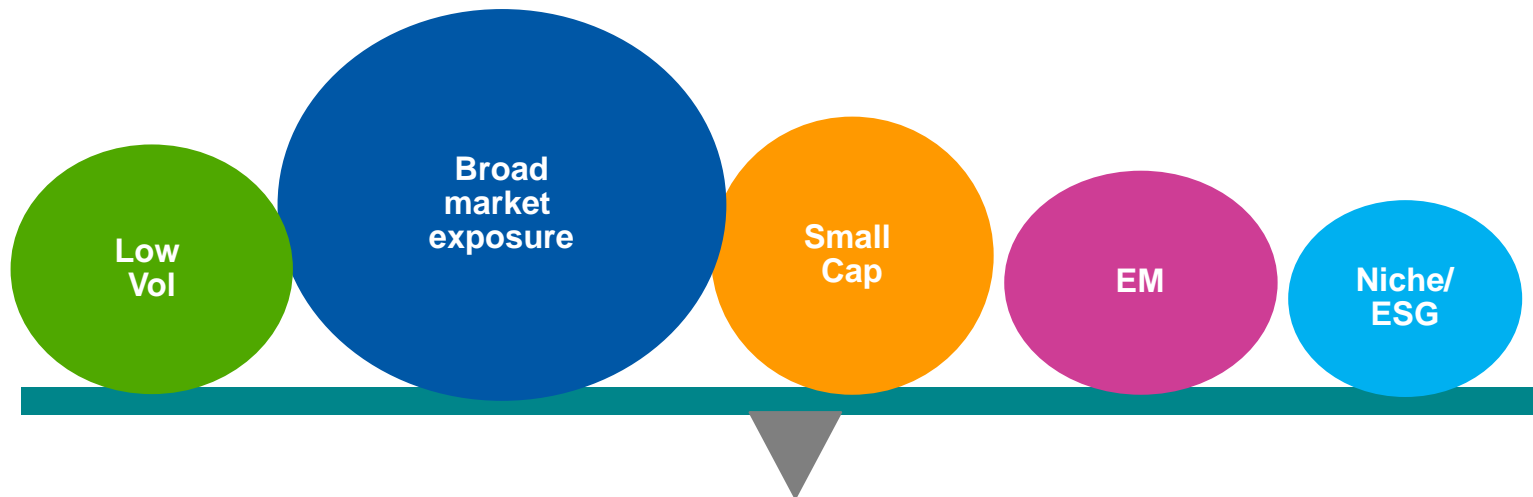 Low
Vol
Broad
market
exposure
Small
Cap
EM
Niche/
ESG